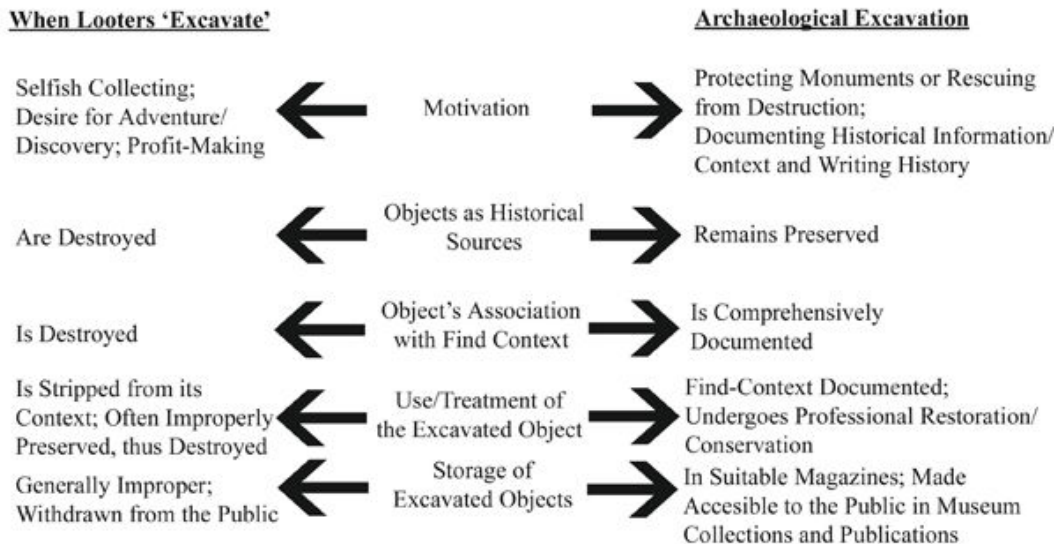 When Looters ‘Excavate’
Archaeological Excavation
Selfish Collecting;
Desire for Adventure/
Discovery; Profit-Making
Motivation
Protecting Monuments or Rescuing
from Destruction;
Documenting Historical Information/
Context and Writing History
Are Destroyed
Objects as Historical
Sources
Remains Preserved
Is Destroyed
Object’s Association
with Find Context
Is Comprehensively
Documented
Is Stripped from its
Context; Often Improperly
Preserved, thus Destroyed
Use/Treatment of
the Excavated Object
Find-Context Documented;
Undergoes Professional Restoration/
Conservation
Generally Improper;
Withdrawn from the Public
Storage of
Excavated Objects
In Suitable Magazines; Made
Accesible to the Public in Museum
Collections and Publications